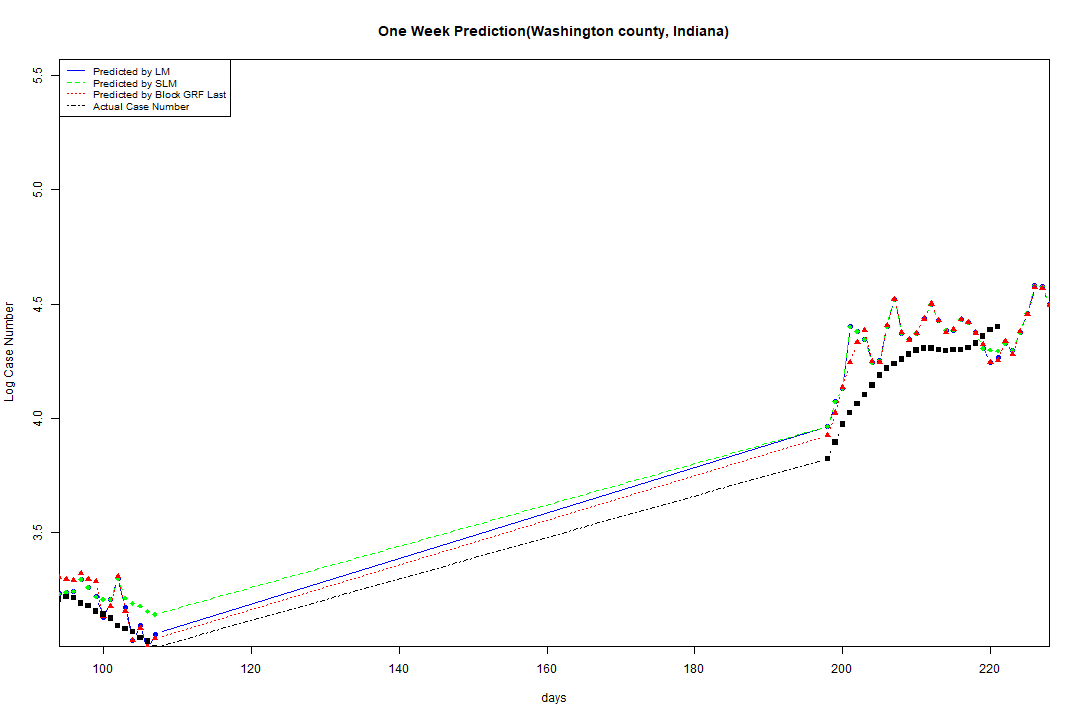 One Week Prediction(Washington county, Indiana)
Predicted by LM
Predicted by SLM
Predicted by Block GRF Last
Actual Case Number
5.5
5.0
4.5
4.0
3.5
Log Case Number
100 120 140 160 180 200 220
days